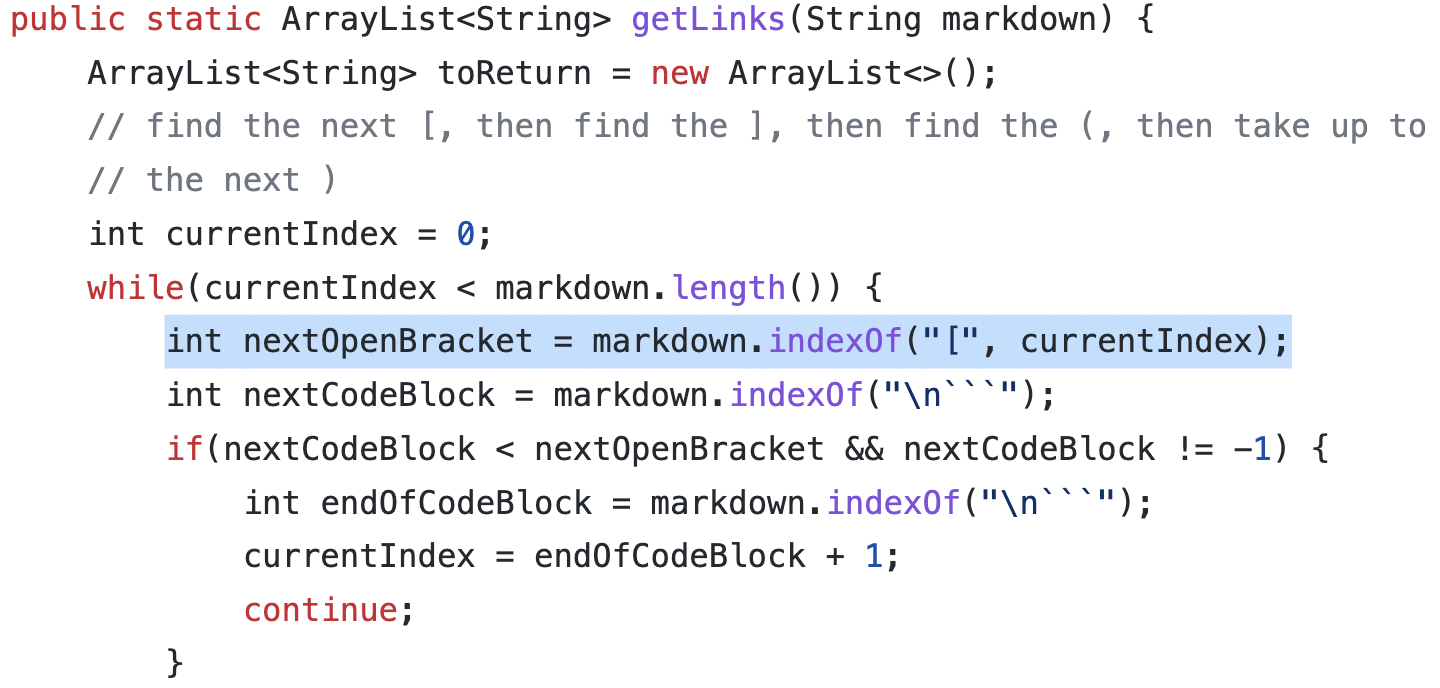 public static ArrayList<String> getLinks(String markdown) {
    ArrayList<String> toReturn = new ArrayList<>();
    // find the next [, then find the ], then find the (, then take up to
    // the next )
    int currentIndex = 0;
    while(currentIndex < markdown.length()) {
        int nextOpenBracket = markdown.indexOf("[", currentIndex);
        int nextCodeBlock = markdown.indexOf("\n```");
        if(nextCodeBlock < nextOpenBracket && nextCodeBlock != -1) {
            int endOfCodeBlock = markdown.indexOf("\n```");
            currentIndex = endOfCodeBlock + 1;
            continue;
        }